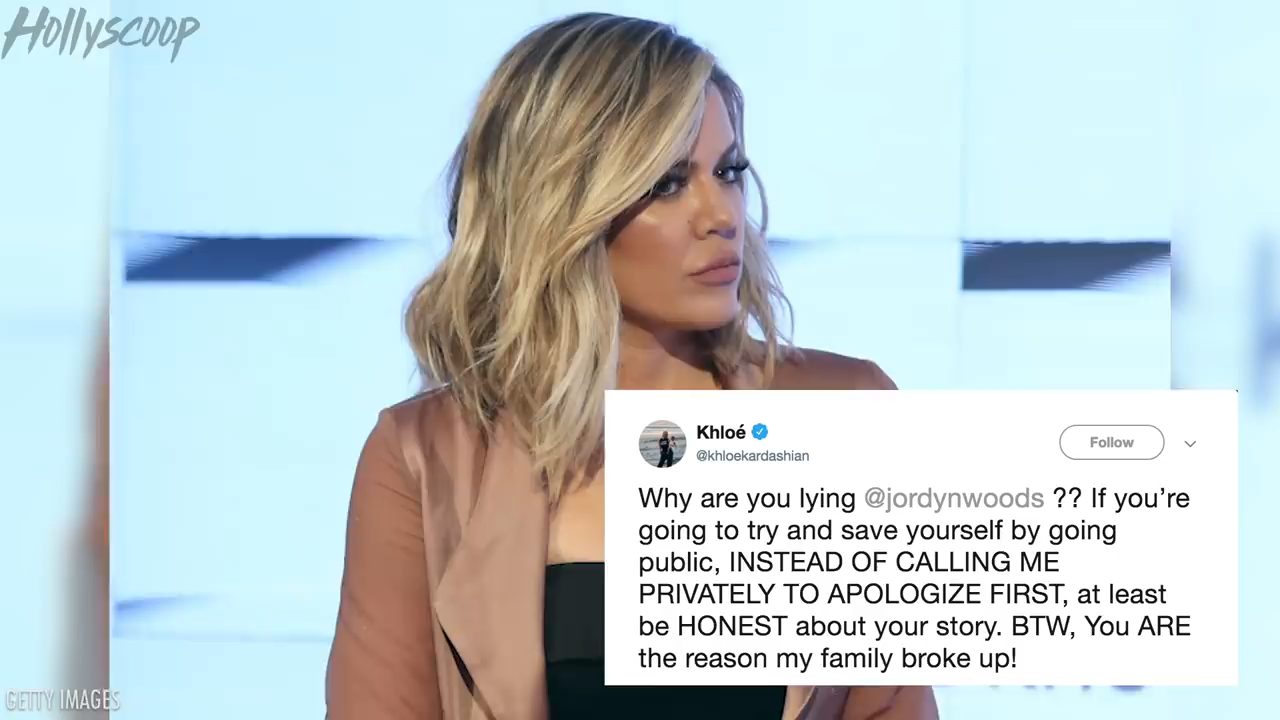 Hollyscoop
Khloé
@khloekardashian
Follow
Why are you lying @jordynwoods ?? If you’re
going to try and save yourself by going
public, INSTEAD OF CALLING ME
PRIVATELY TO APOLOGIZE FIRST, at least
be HONEST about your story. BTW, You ARE
the reason my family broke up!
GETTY IMAGES